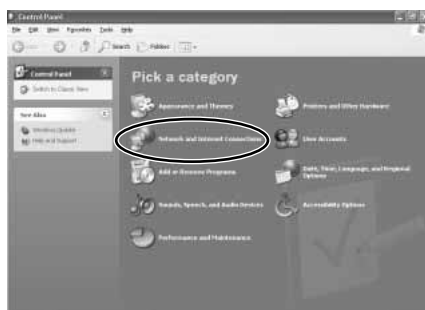 Control Panel
File Edit View Favorites Tools Help
Search Folders
Control Panel
Switch to Classic View
See Also
Windows Update
Help and Support
Pick a category
Appearance and Themes
Printers and Other Hardware
Network and Internet Connections
User Accounts
Add or Remove Programs
Date, Time, Language, and Regional
Options
Sounds, Speech, and Audio Devices
Accessibility Options
Performance and Maintenance